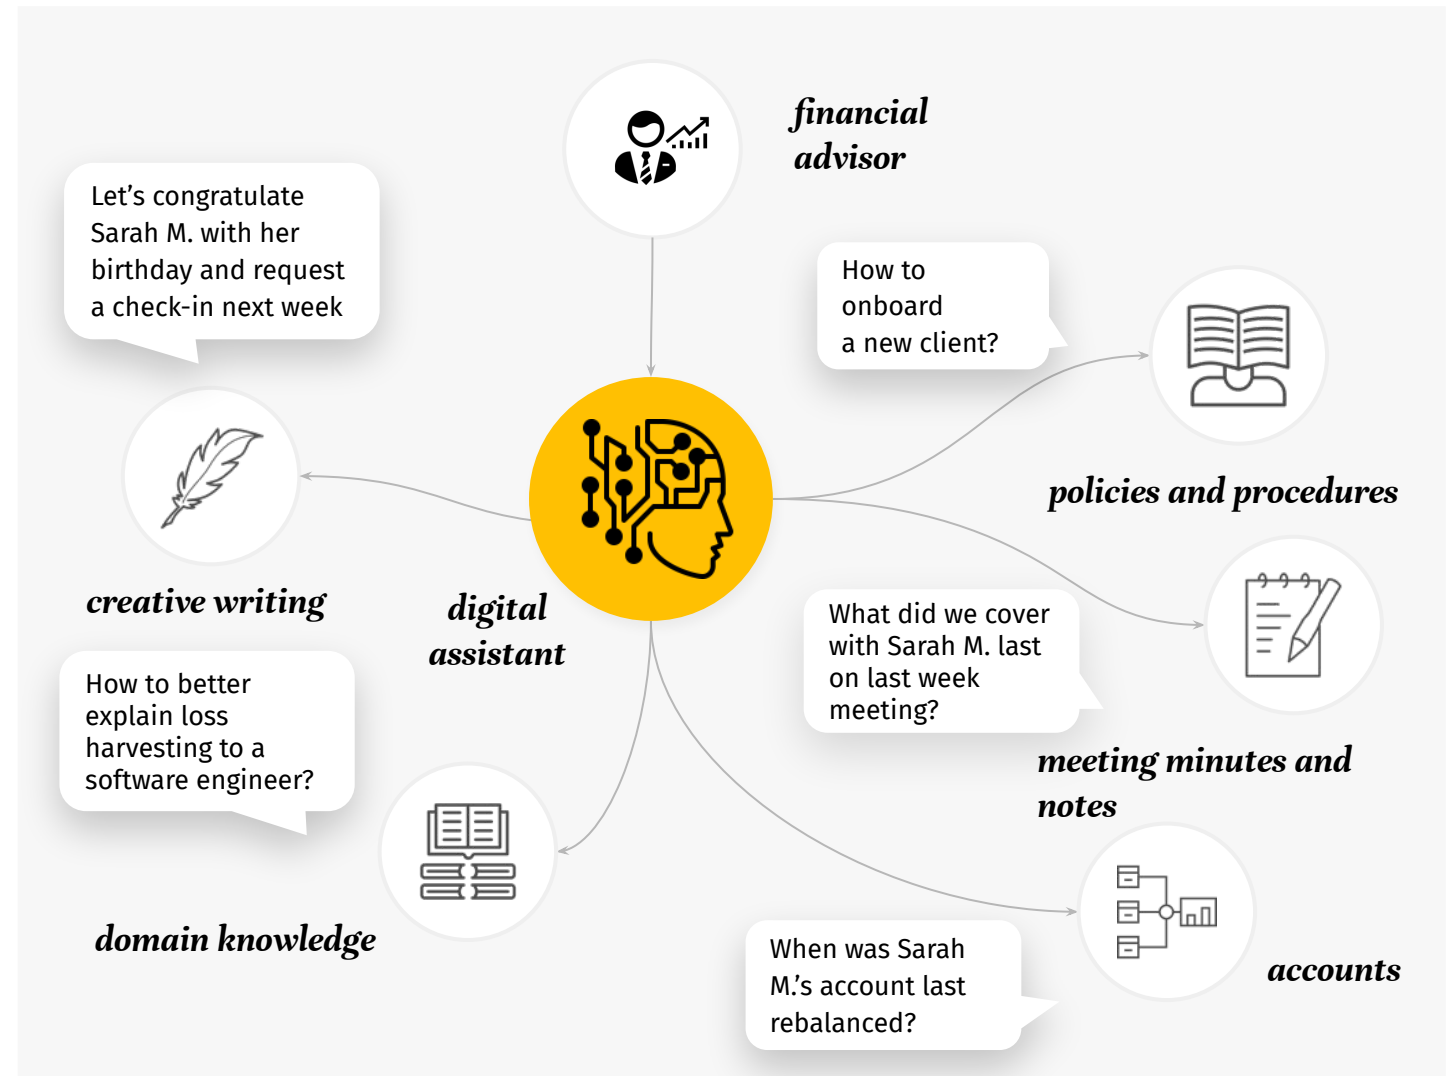 financial
advisor
Let’s congratulate
Sarah M. with her
birthday and request
a check-in next week
How to
onboard
a new client?
policies and procedures
creative writing
digital
assistant
What did we cover
with Sarah M. last
on last week
meeting?
How to better
explain loss
harvesting to a
software engineer?
meeting minutes and
notes
domain knowledge
When was Sarah
M.’s account last
rebalanced?
accounts